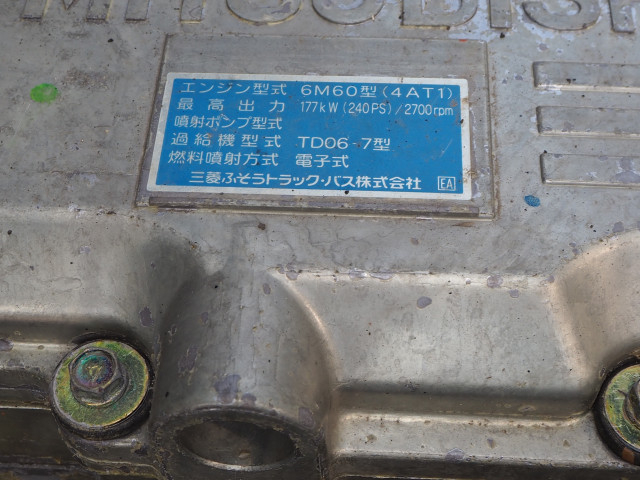 MITSUBISHI
エンジン型式 6M60型(4AT1)
最高出力 177kW(240PS)/2700rpm
噴射ポンプ型式
過給機型式 TD06-7型
燃料噴射方式 電子式
三菱ふそうトラック・バス株式会社 EA